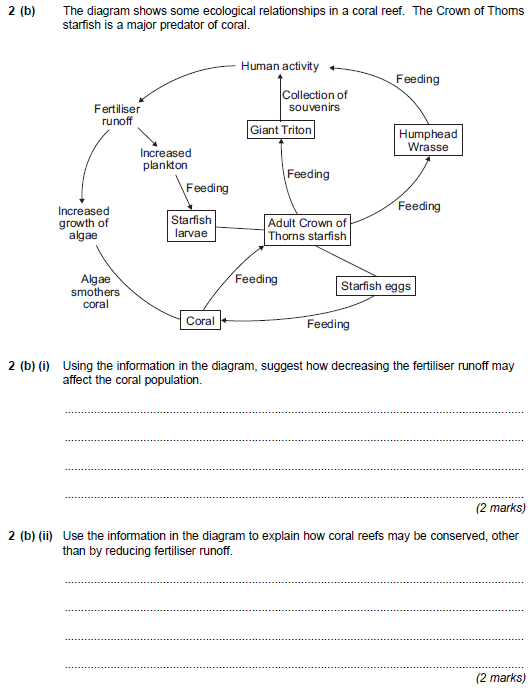 2 (b) The diagram shows some ecological relationships in a coral reef. The Crown of Thorns
starfish is a major predator of coral.
Human activity
Feeding
Collection of
souvenirs
Fertiliser
runoff
Giant Triton
Humphead
Wrasse
Increased
plankton
Feeding
Feeding
Feeding
Increased
growth of
algae
Starfish
larvae
Adult Crown of
Thorns starfish
Algae
smothers
coral
Feeding
Starfish eggs
Coral
Feeding
2 (b) (i) Using the information in the diagram, suggest how decreasing the fertiliser runoff may
affect the coral population.
(2 marks)
2 (b) (ii) Use the information in the diagram to explain how coral reefs may be conserved, other
than by reducing fertiliser runoff.
(2 marks)